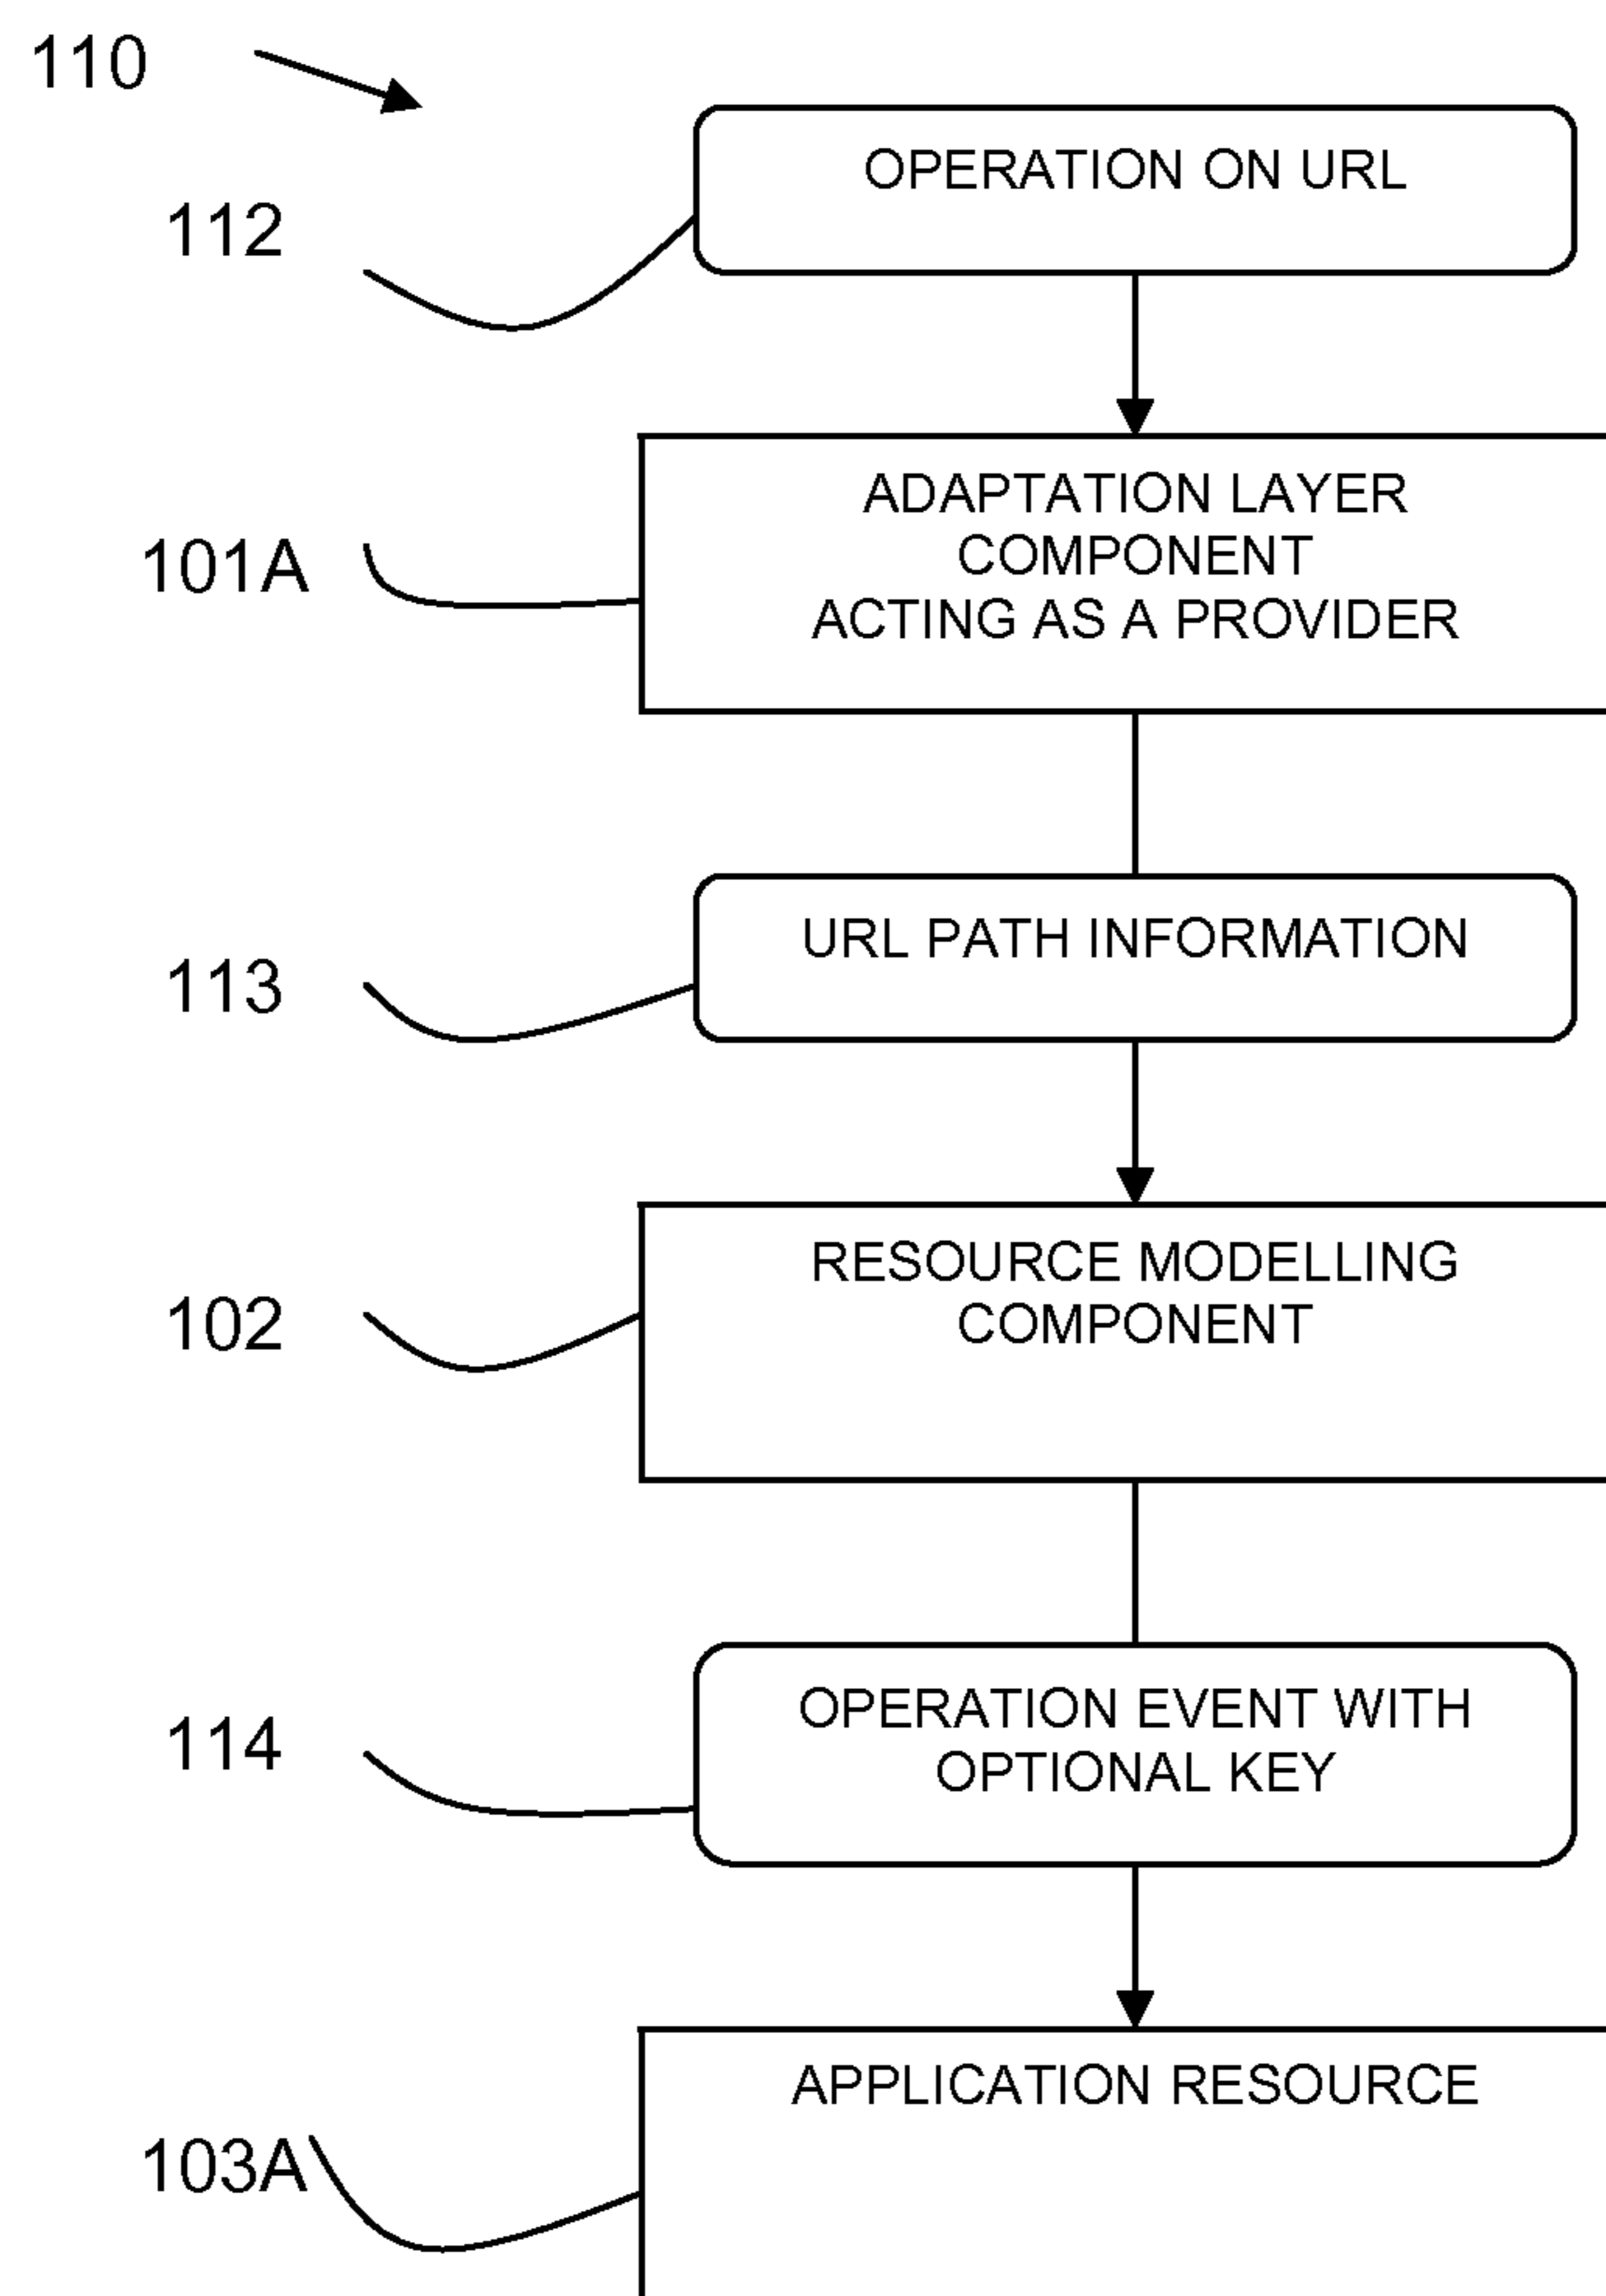 110
OPERATION ON URL
112
ADAPTATION LAYER
COMPONENT
101A
ACTING AS A PROVIDER
URL PATH INFORMATION
113
RESOURCE MODELLING
102
COMPONENT
OPERATION EVENT WITH
114
OPTIONAL KEY
APPLICATION RESOURCE
103A